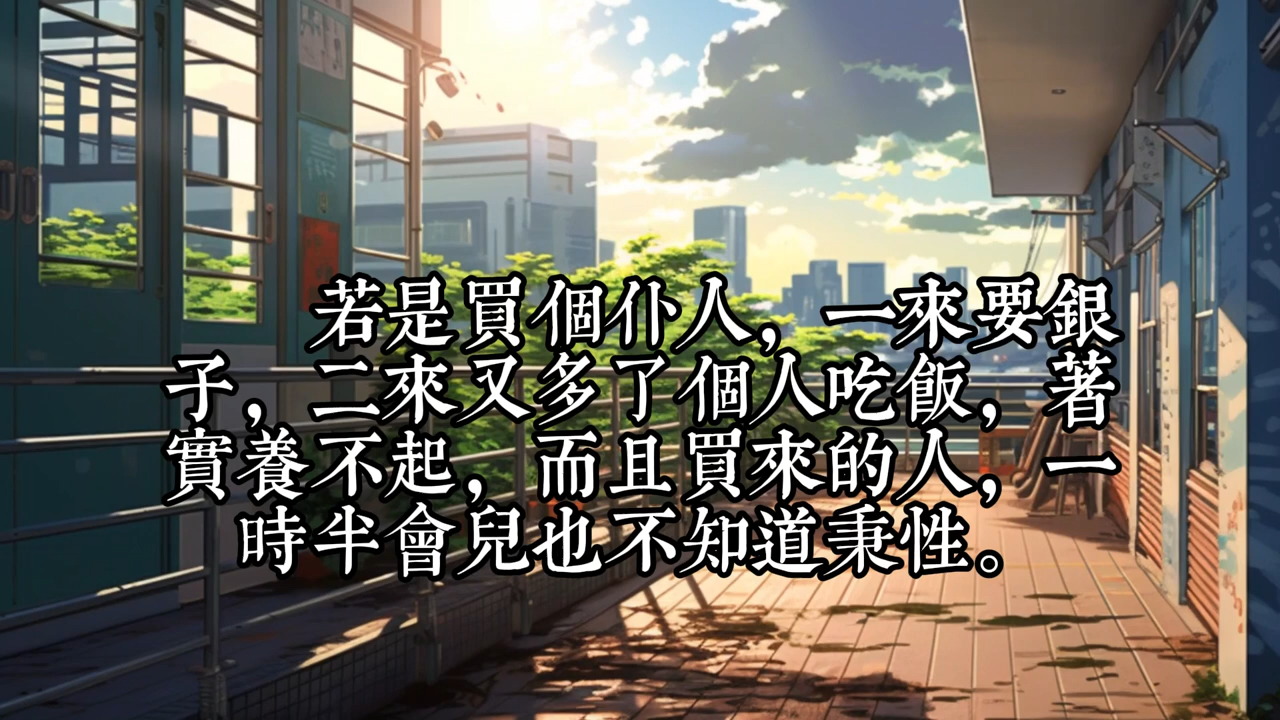 若是買個仆人，一來要銀
子，二來又多了個人吃飯，著
實養不起，而且買來的人，一
時半會兒也不知道秉性。